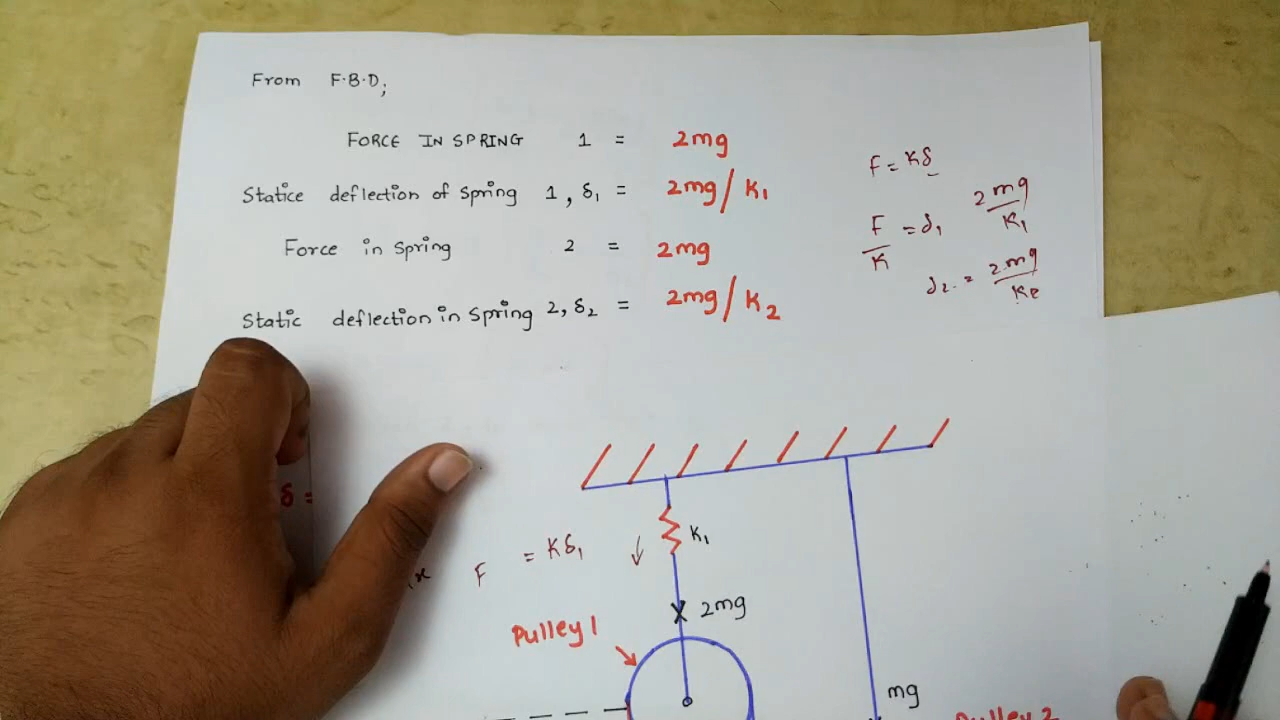 From F.B.D;
FORCE IN SPRING 1 = 2mg
Statice deflection of spring 1, δ1 = 2mg/K1
Force in spring 2 = 2mg
Static deflection in spring 2, δ2 = 2mg/K2
F = Kδ
F/K = δ1 2mg/K1
δ2 = 2mg/K2
δ =
F = Kδ1
K1
2mg
Pulley 1
mg
Pulley 2